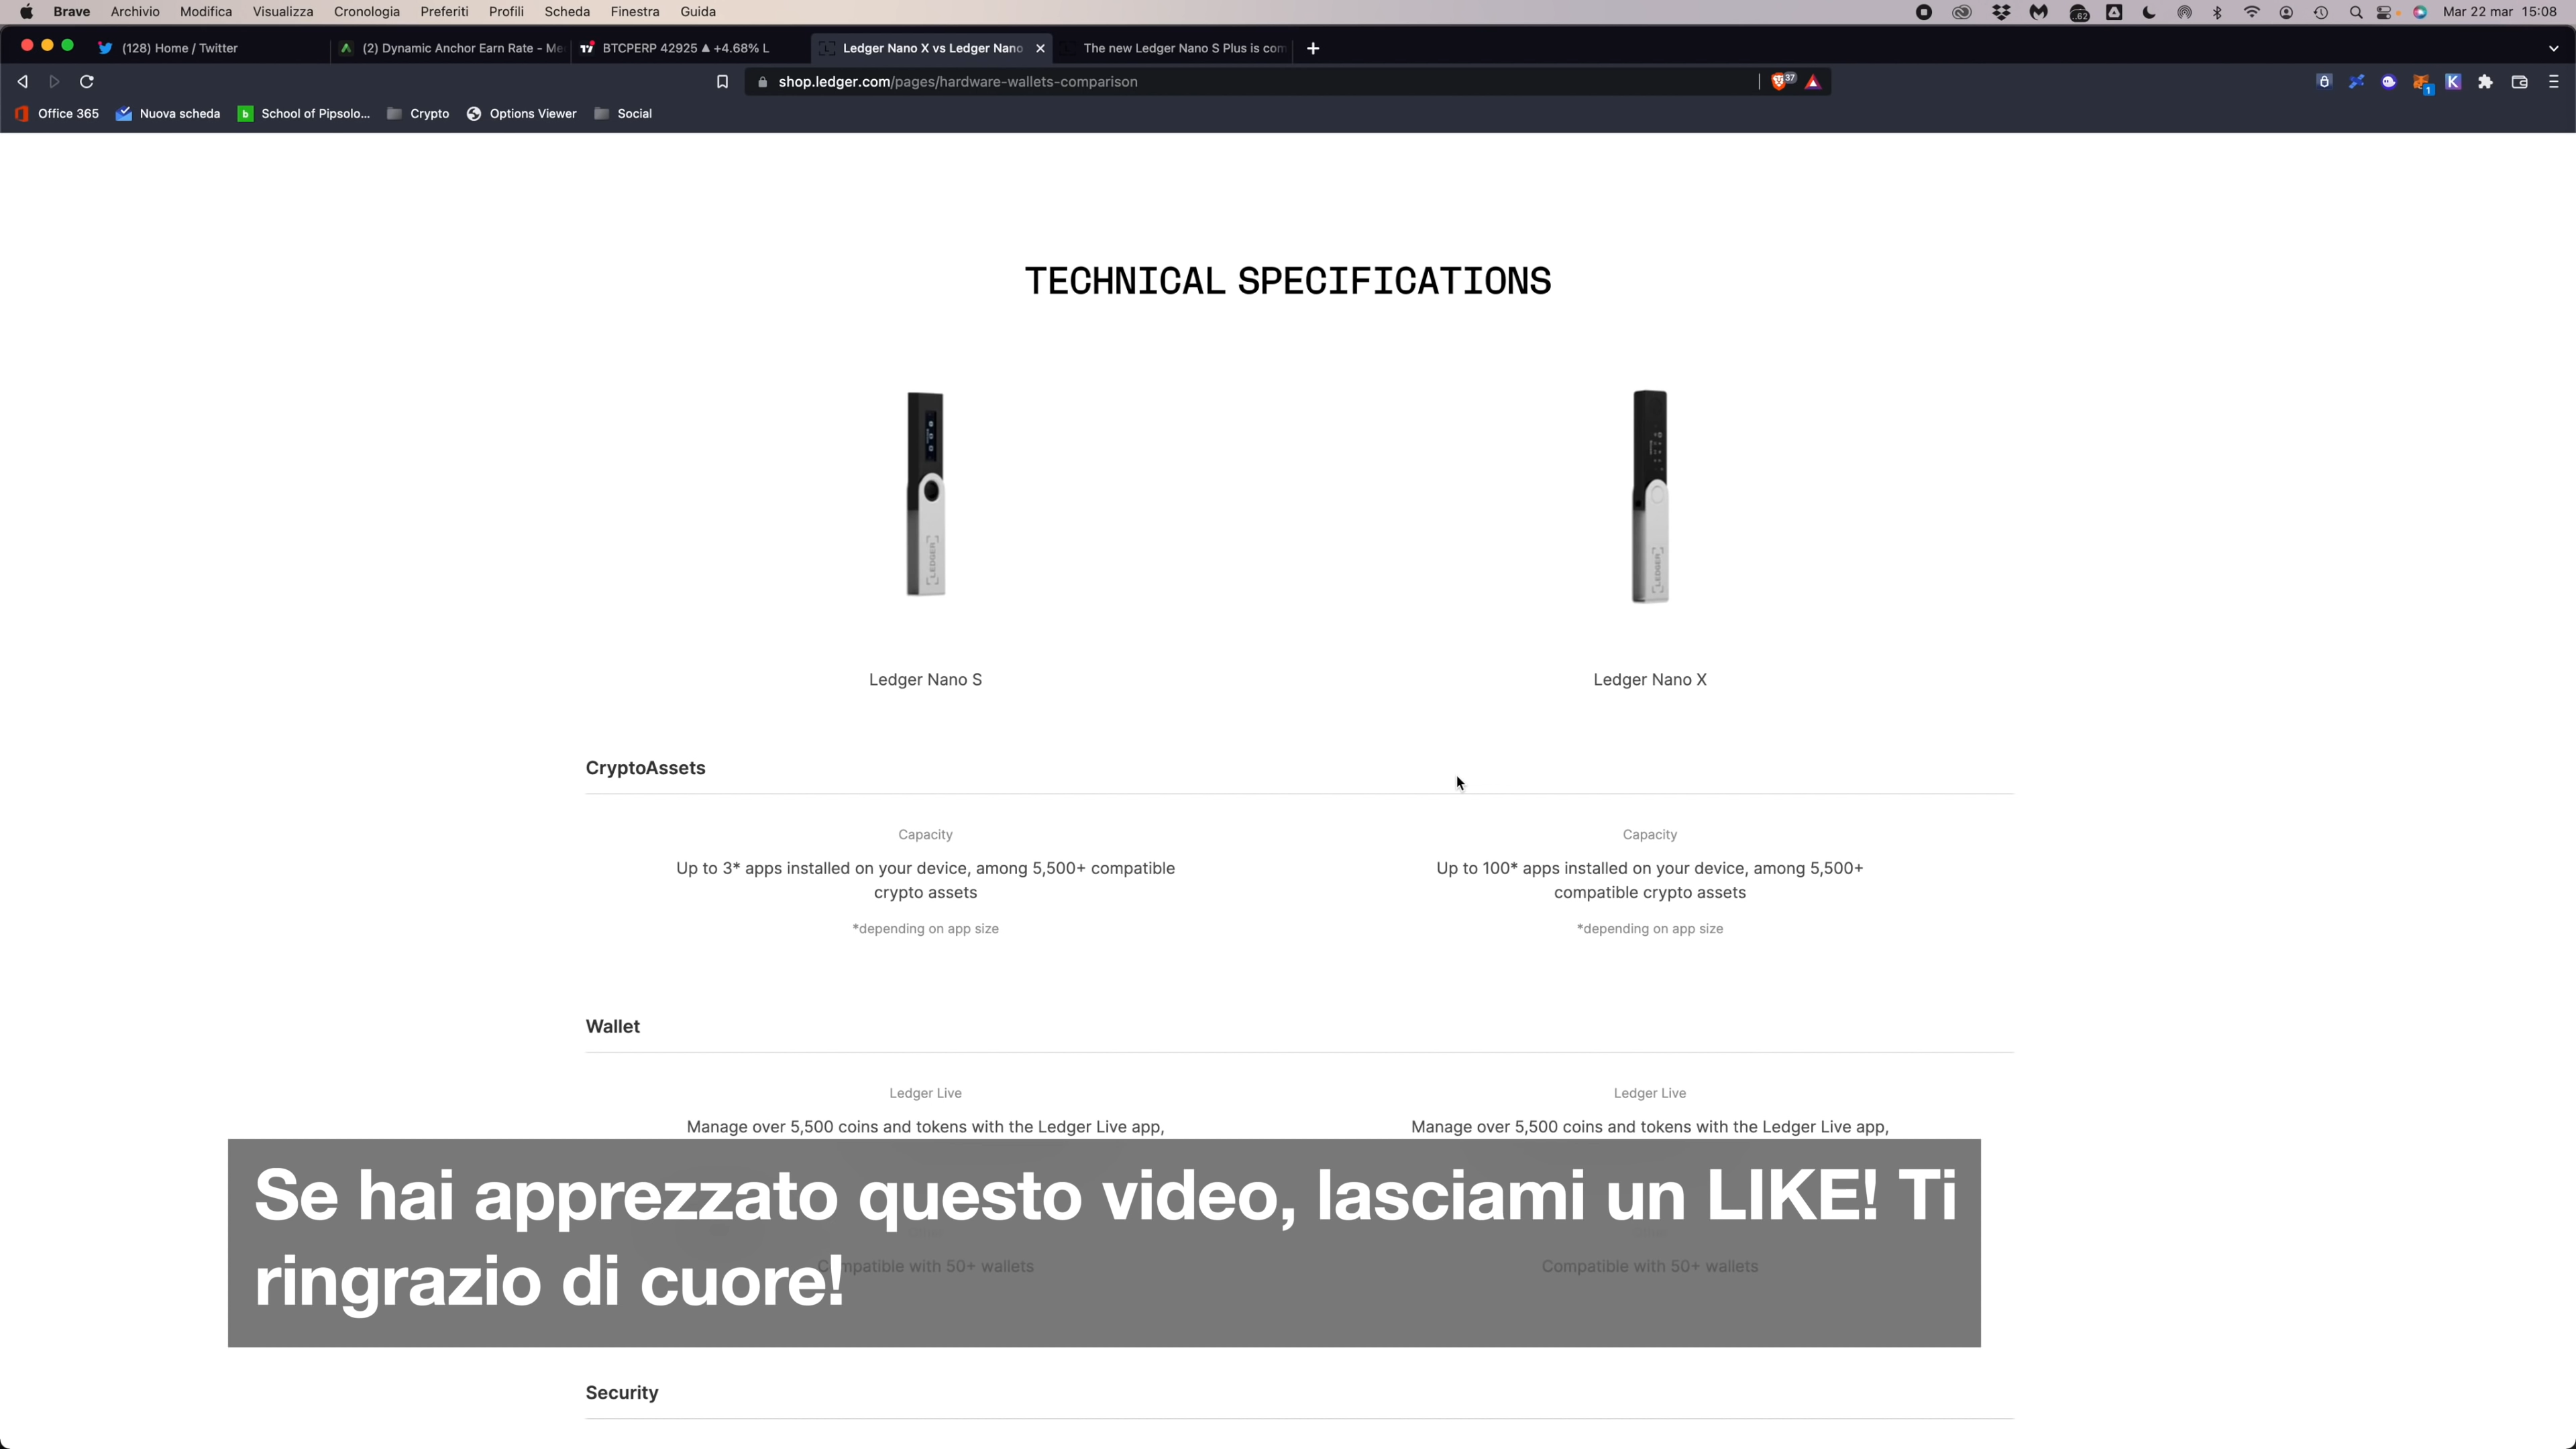 Brave Archivio Modifica Visualizza Cronologia Preferiti Profili Scheda Finestra Guida Mar 22 mar 15:08
(128) Home / Twitter (2) Dynamic Anchor Earn Rate - Me BTCPERP 42925 ▲ +4.68% L Ledger Nano X vs Ledger Nano The new Ledger Nano S Plus is com
shop.ledger.com/pages/hardware-wallets-comparison 37 1
Office 365 Nuova scheda School of Pipsolo... Crypto Options Viewer Social
TECHNICAL SPECIFICATIONS
LEDGER LEDGER
Ledger Nano S Ledger Nano X
CryptoAssets
Capacity Capacity
Up to 3* apps installed on your device, among 5,500+ compatible Up to 100* apps installed on your device, among 5,500+
crypto assets compatible crypto assets
*depending on app size *depending on app size
Wallet
Ledger Live Ledger Live
Manage over 5,500 coins and tokens with the Ledger Live app, Manage over 5,500 coins and tokens with the Ledger Live app,
Se hai apprezzato questo video, lasciami un LIKE! Ti
ringrazio di cuore!
with 50+ wallets Compatible with 50+ wallets
Security